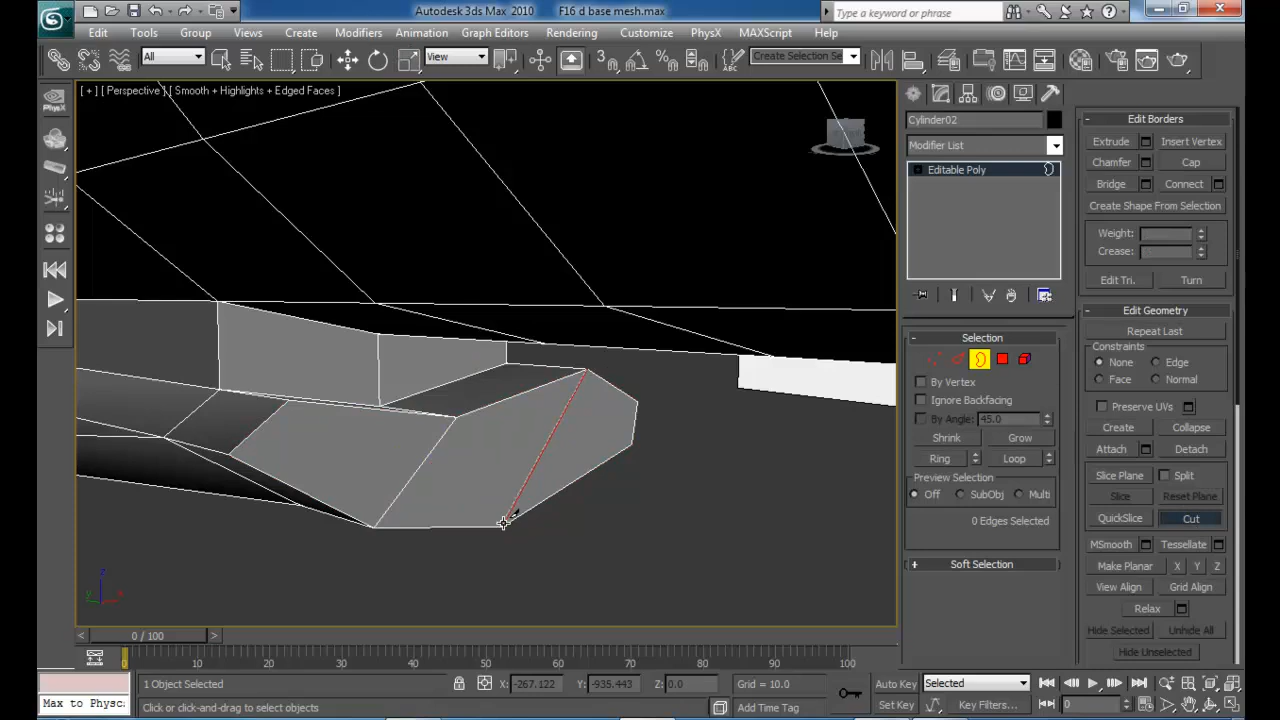 Autodesk 3ds Max 2010 F16 d base mesh.max
Type a keyword or phrase
Edit Tools Group Views Create Modifiers Animation Graph Editors Rendering Customize PhysX MAXScript Help
All View Create Selection Se
[ + ] [ Perspective ] [ Smooth + Highlights + Edged Faces ]
PhysX
Cylinder02
Modifier List
Editable Poly
- Selection
By Vertex
Ignore Backfacing
By Angle: 45.0
Shrink Grow
Ring Loop
Preview Selection
Off SubObj Multi
0 Edges Selected
+ Soft Selection
- Edit Borders
Extrude Insert Vertex
Chamfer Cap
Bridge Connect
Create Shape From Selection
Weight:
Crease:
Edit Tri. Turn
- Edit Geometry
Repeat Last
Constraints
None Edge
Face Normal
Preserve UVs
Create Collapse
Attach Detach
Slice Plane Split
Slice Reset Plane
QuickSlice Cut
MSmooth Tessellate
Make Planar X Y Z
View Align Grid Align
Relax
Hide Selected Unhide All
Hide Unselected
z
y x
< 0 / 100 >
0 10 20 30 40 50 60 70 80 90 100
1 Object Selected X: -267.122 Y: -935.443 Z: 0.0 Grid = 10.0 Auto Key Selected
Max to Physc: Click or click-and-drag to select objects Add Time Tag Set Key Key Filters... 0